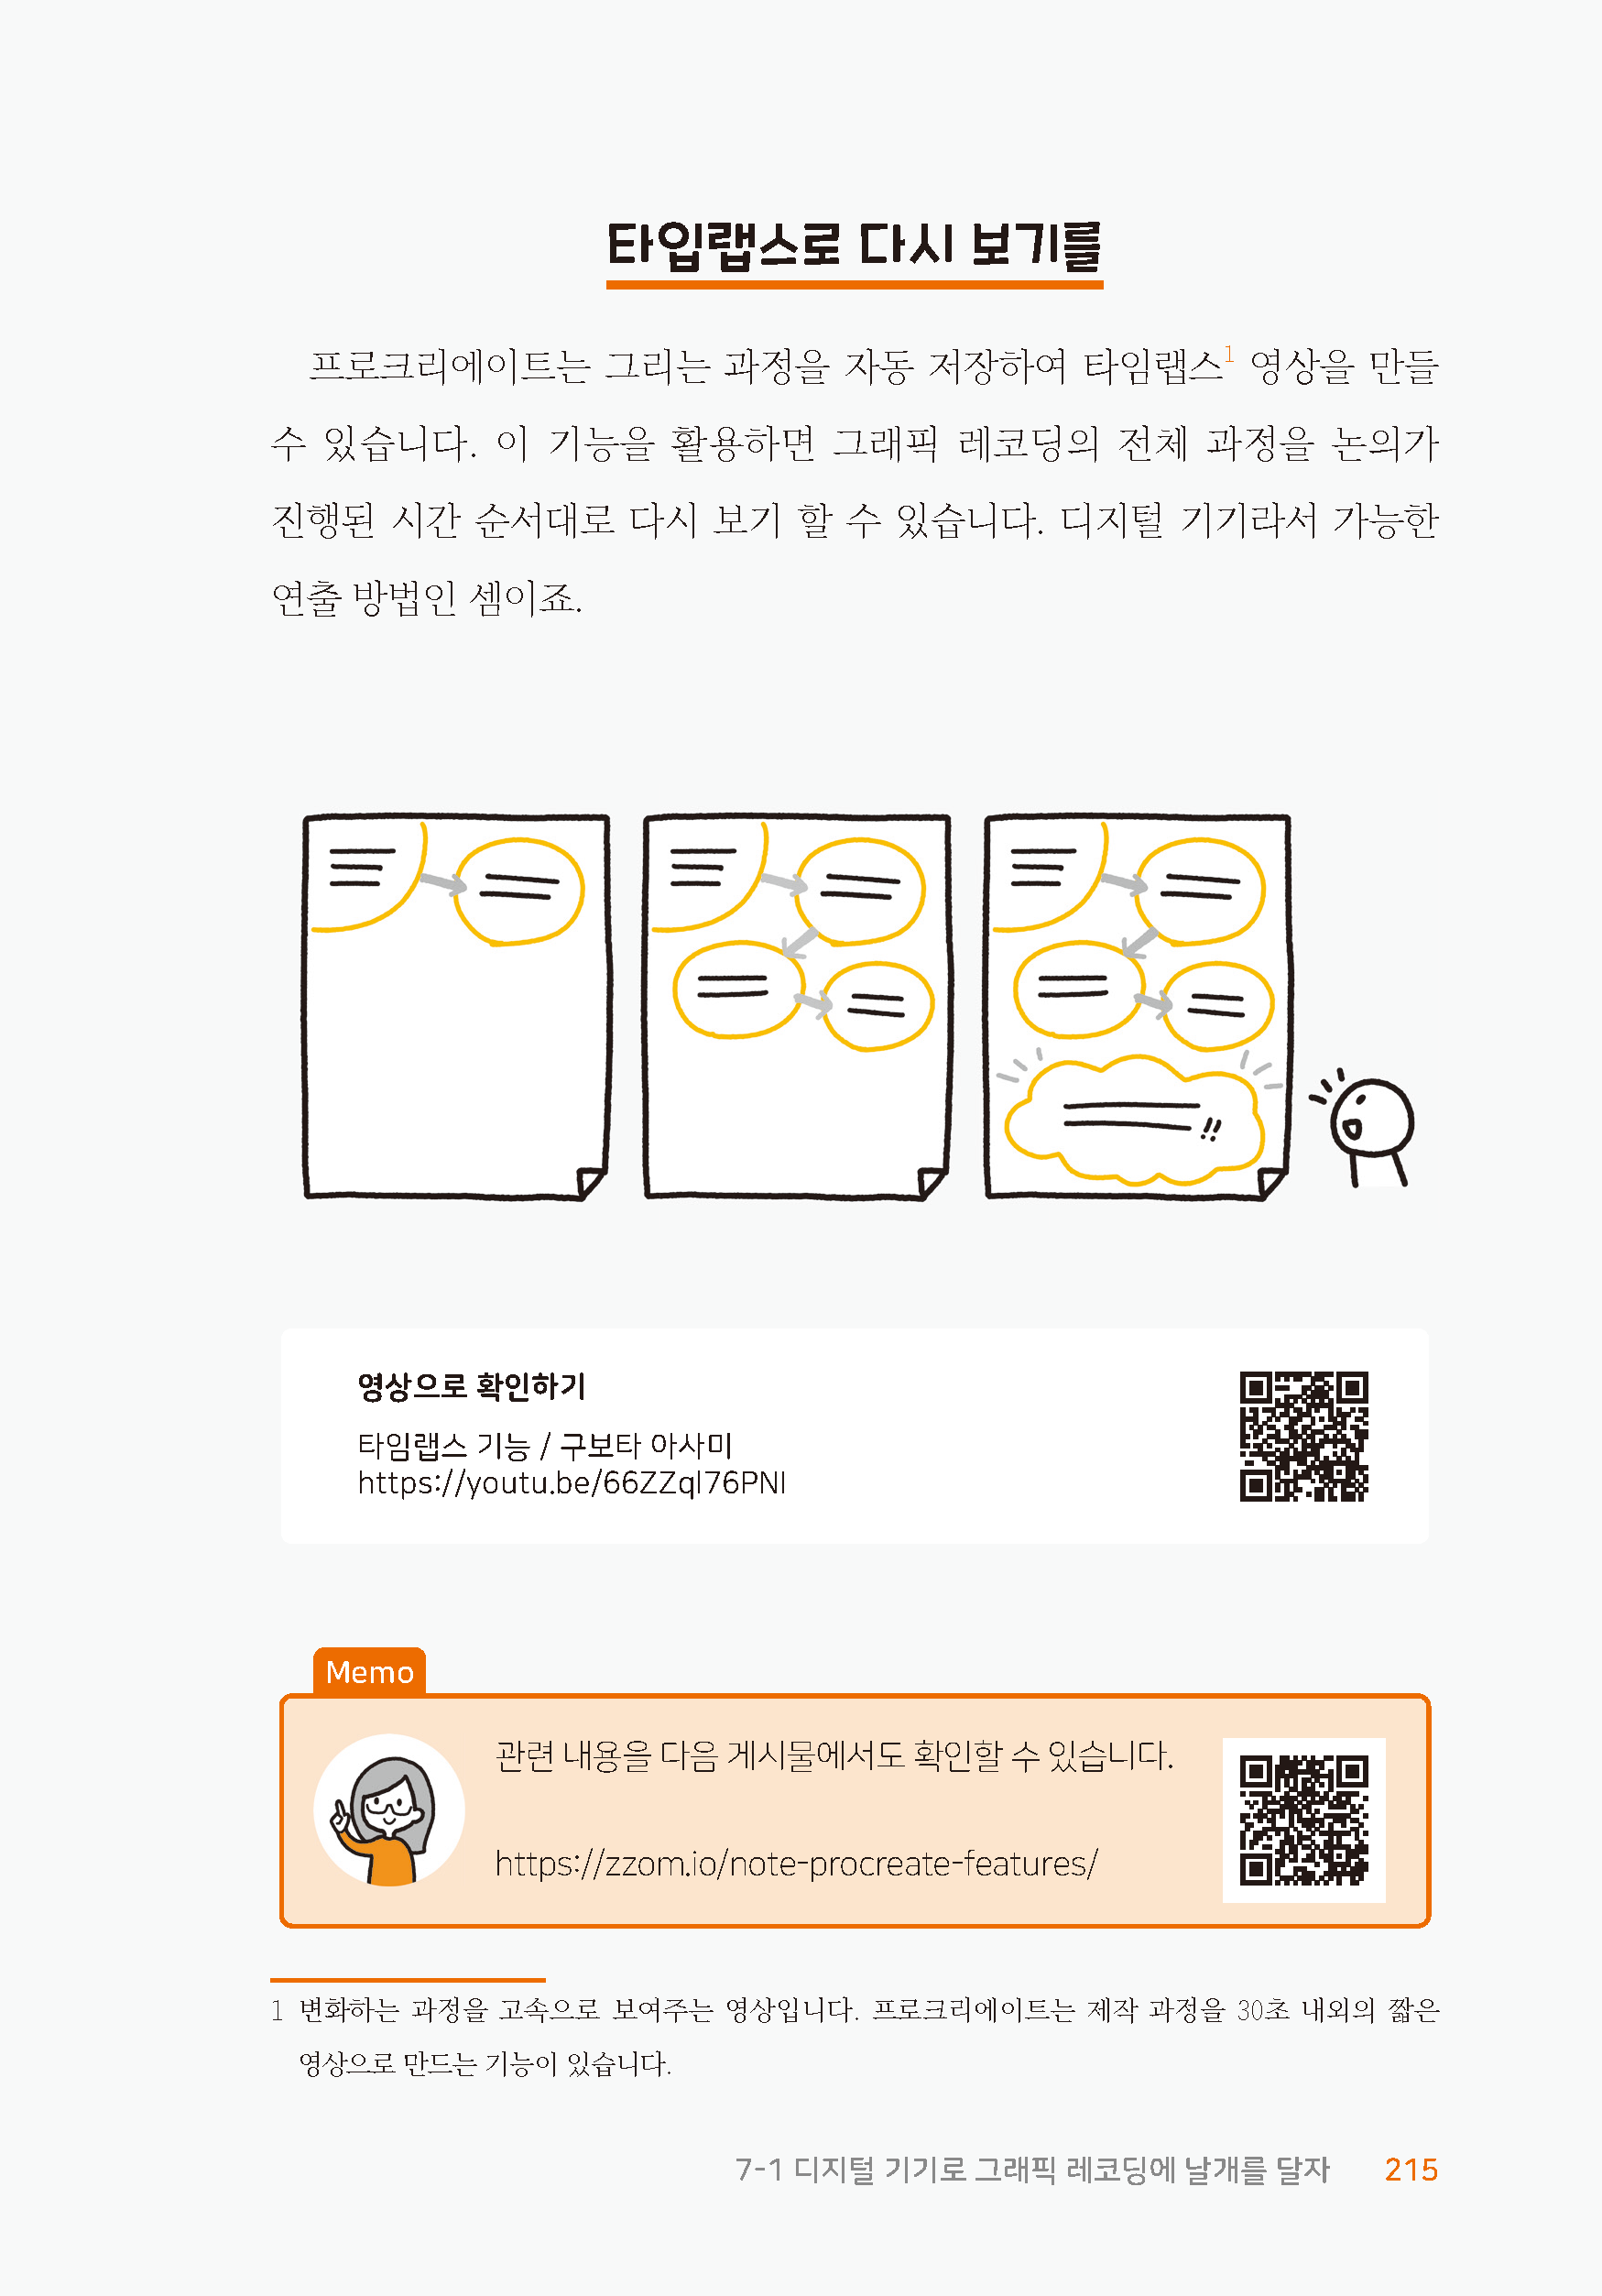 타입랩스로 다시 보기를
프로크리에이트는 그리는 과정을 자동 저장하여 타임랩스1 영상을 만들
수 있습니다. 이 기능을 활용하면 그래픽 레코딩의 전체 과정을 논의가
진행된 시간 순서대로 다시 보기 할 수 있습니다. 디지털 기기라서 가능한
연출 방법인 셈이죠.
!!
영상으로 확인하기
타임랩스 기능 / 구보타 아사미
https://youtu.be/66ZZqI76PNI
Memo
관련 내용을 다음 게시물에서도 확인할 수 있습니다.
https://zzom.io/note-procreate-features/
1 변화하는 과정을 고속으로 보여주는 영상입니다. 프로크리에이트는 제작 과정을 30초 내외의 짧은
영상으로 만드는 기능이 있습니다.
7-1 디지털 기기로 그래픽 레코딩에 날개를 달자 215